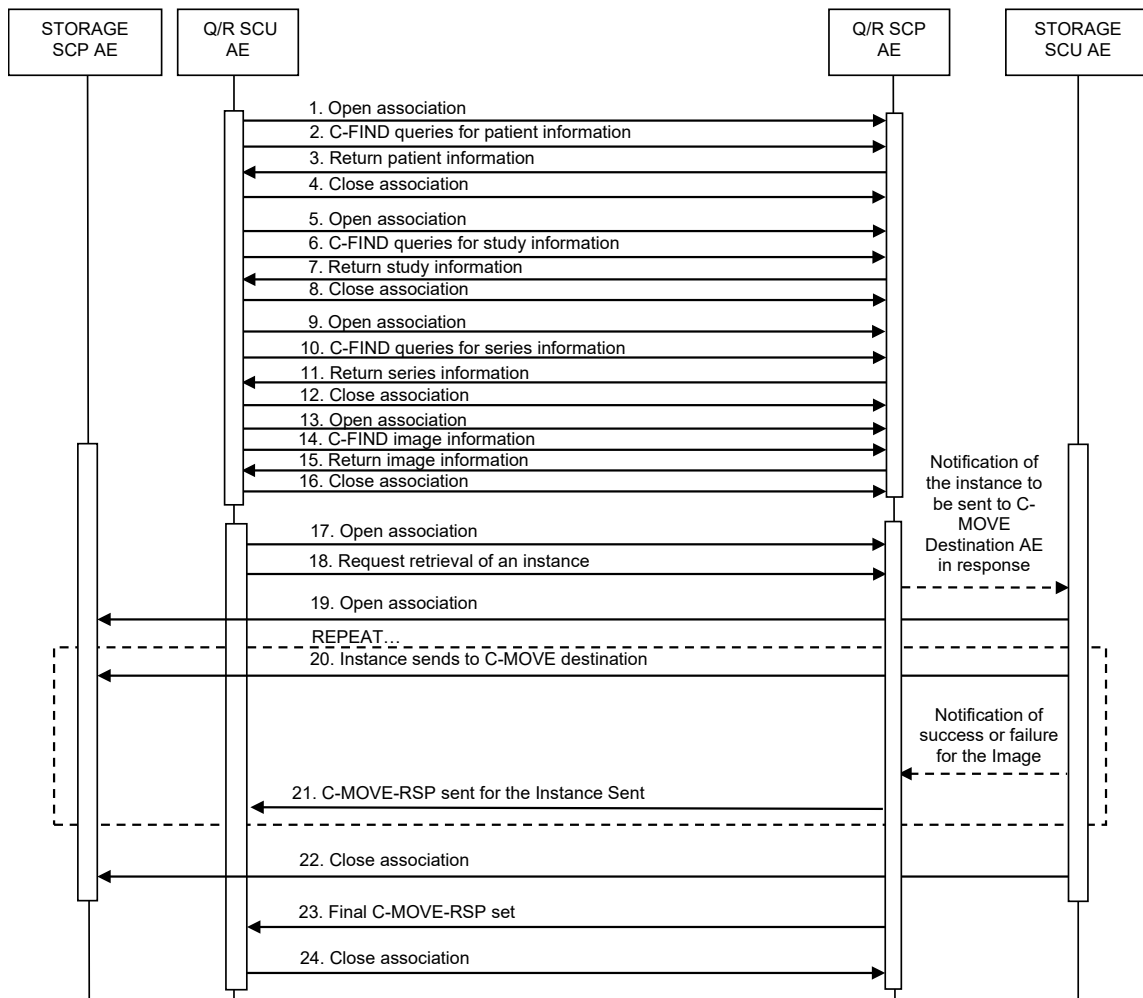 STORAGE
SCP AE
Q/R SCU
AE
Q/R SCP
AE
STORAGE
SCU AE
1. Open association
2. C-FIND queries for patient information
3. Return patient information
4. Close association
5. Open association
6. C-FIND queries for study information
7. Return study information
8. Close association
9. Open association
10. C-FIND queries for series information
11. Return series information
12. Close association
13. Open association
14. C-FIND image information
15. Return image information
16. Close association
Notification of
the instance to
be sent to C-
MOVE
Destination AE
in response
17. Open association
18. Request retrieval of an instance
19. Open association
REPEAT…
20. Instance sends to C-MOVE destination
Notification of
success or failure
for the Image
21. C-MOVE-RSP sent for the Instance Sent
22. Close association
23. Final C-MOVE-RSP set
24. Close association